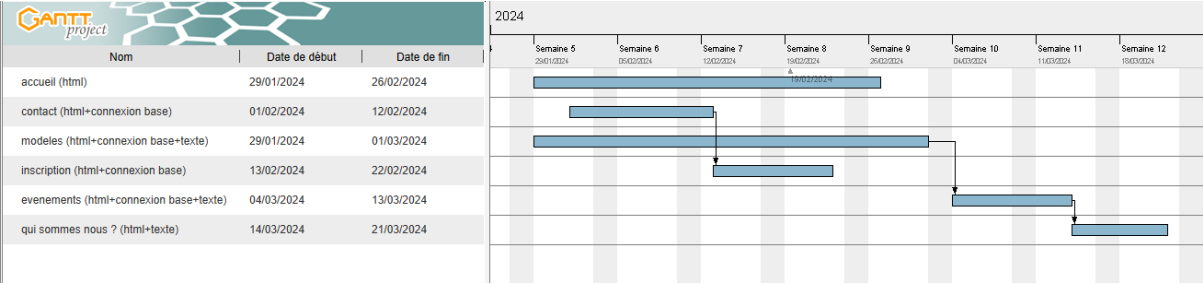 GANTT
project
2024
Nom Date de début Date de fin
Semaine 5 Semaine 6 Semaine 7 Semaine 8 Semaine 9 Semaine 10 Semaine 11 Semaine 12
29/01/2024 05/02/2024 12/02/2024 19/02/2024 26/02/2024 04/03/2024 11/03/2024 18/03/2024
19/02/2024
accueil (html) 29/01/2024 26/02/2024
contact (html+connexion base) 01/02/2024 12/02/2024
modeles (html+connexion base+texte) 29/01/2024 01/03/2024
inscription (html+connexion base) 13/02/2024 22/02/2024
evenements (html+connexion base+texte) 04/03/2024 13/03/2024
qui sommes nous ? (html+texte) 14/03/2024 21/03/2024